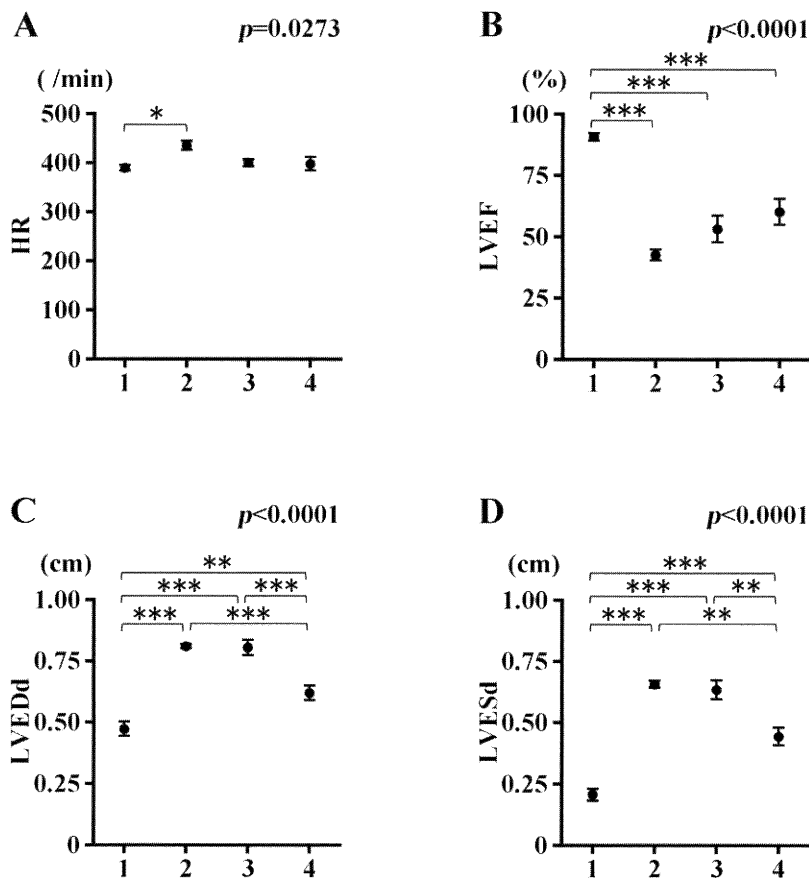 A
p=0.0273
( /min)
*
500
400
300
200
100
0
HR
1 2 3 4
B
p<0.0001
(%)
***
***
***
100
75
50
25
0
LVEF
1 2 3 4
C
p<0.0001
(cm)
**
*** ***
*** ***
1.00
0.75
0.50
0.25
0
LVEDd
1 2 3 4
D
p<0.0001
(cm)
***
*** **
*** **
1.00
0.75
0.50
0.25
0
LVESd
1 2 3 4